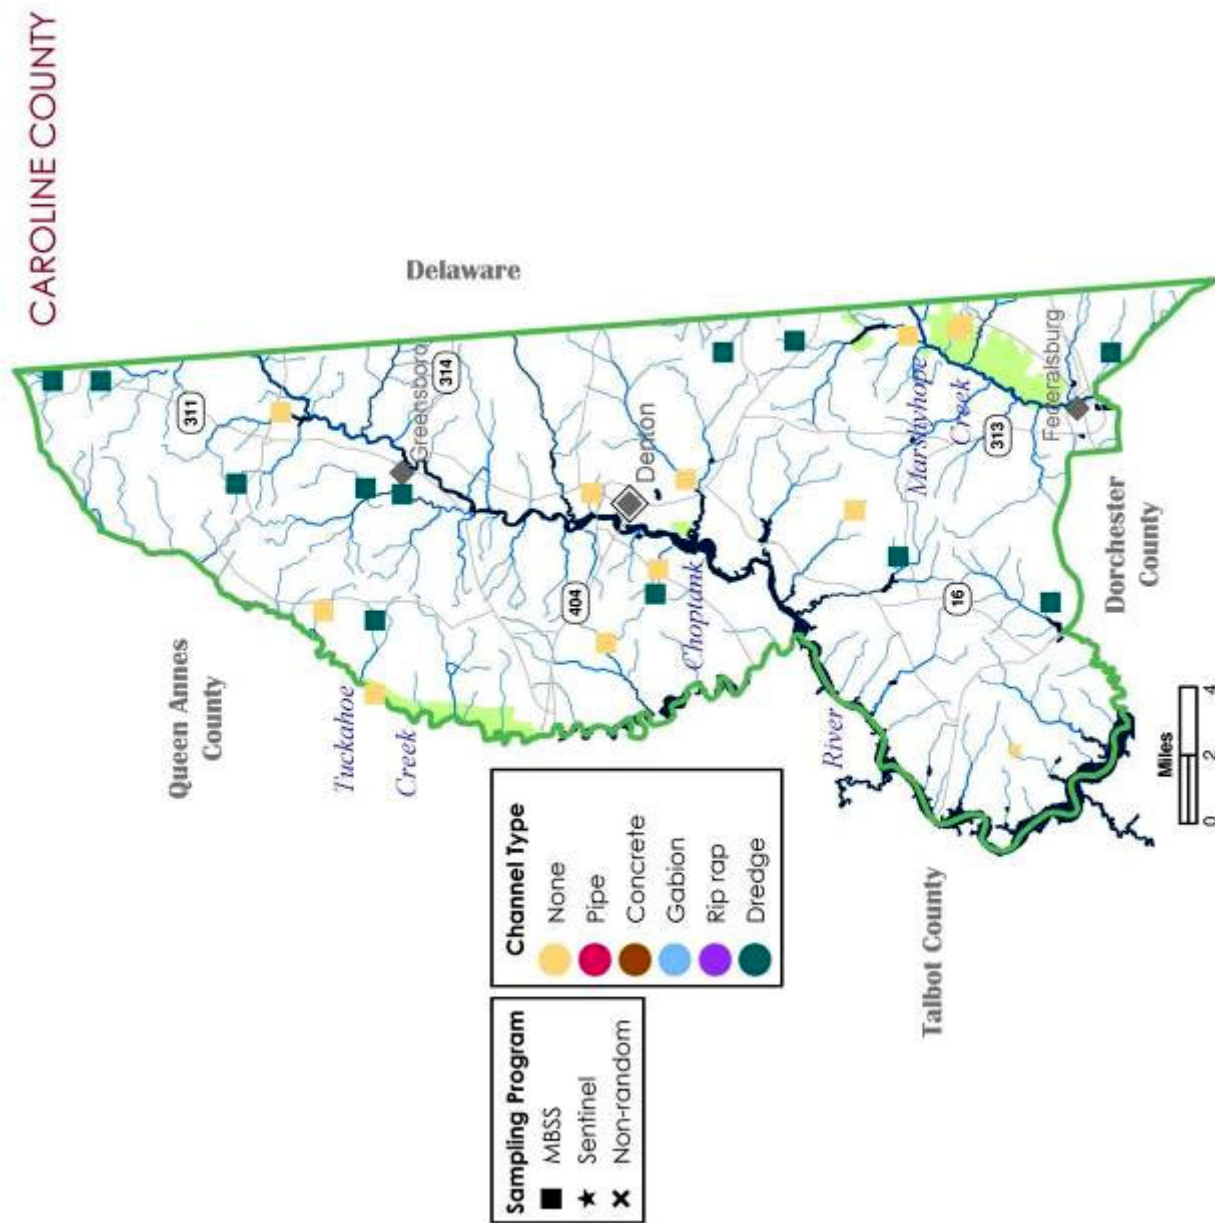 CAROLINE COUNTY
Delaware
Queen Annes
County
Tuckahoe
Creek
311
Greensboro
314
Denton
404
Choptank
River
Marshyhope
Creek
313
Federalsburg
16
Dorchester
County
Talbot County
Miles
0 2 4
Sampling Program
MBSS
Sentinel
Non-random
Channel Type
None
Pipe
Concrete
Gabion
Rip rap
Dredge